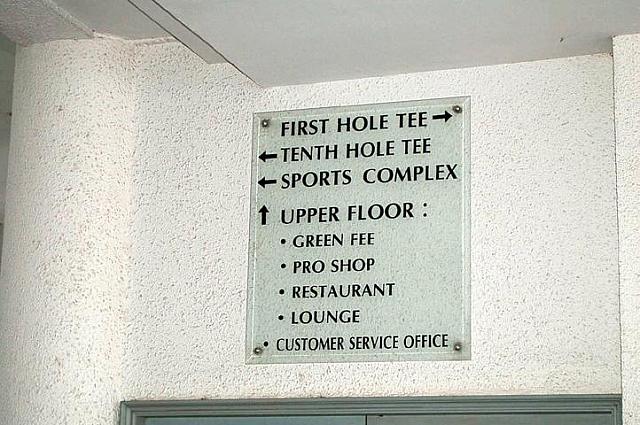 FIRST HOLE TEE →
← TENTH HOLE TEE
← SPORTS COMPLEX
↑ UPPER FLOOR :
• GREEN FEE
• PRO SHOP
• RESTAURANT
• LOUNGE
• CUSTOMER SERVICE OFFICE